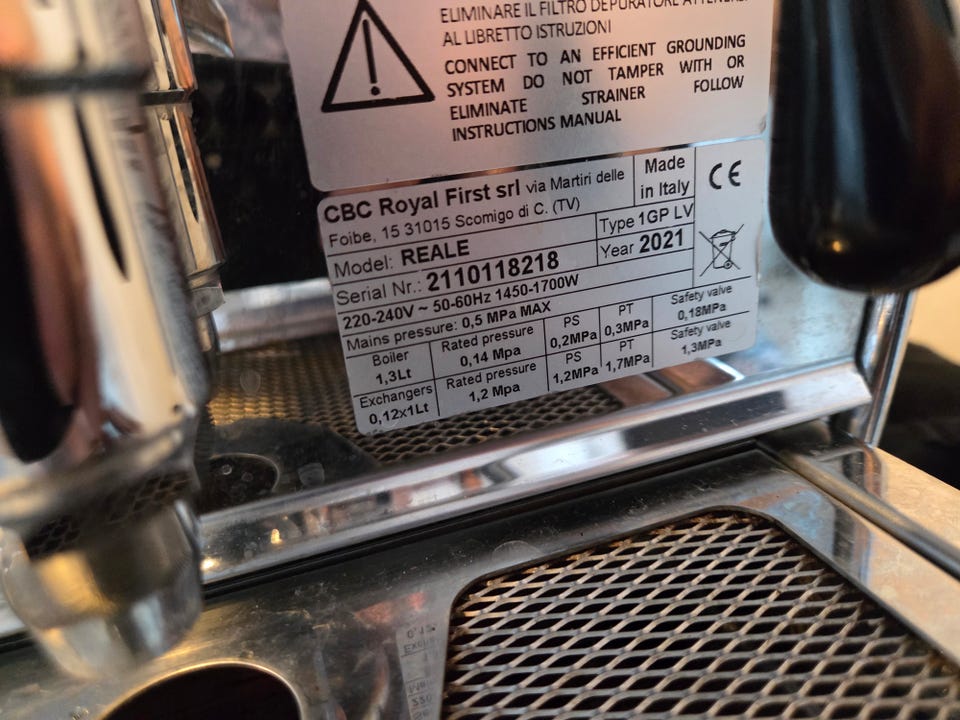 ELIMINARE IL FILTRO DEPURATORE ATTENERSI
AL LIBRETTO ISTRUZIONI
CONNECT TO AN EFFICIENT GROUNDING
SYSTEM DO NOT TAMPER WITH OR
ELIMINATE STRAINER FOLLOW
INSTRUCTIONS MANUAL
CBC Royal First srl via Martiri delle
Foibe, 15 31015 Scomigo di C. (TV)
Made
in Italy
CE
Model: REALE
Type 1GP LV
Serial Nr.: 2110118218
Year 2021
220-240V ~ 50-60Hz 1450-1700W
Mains pressure: 0,5 MPa MAX
Boiler
1,3Lt
Rated pressure
0,14 Mpa
PS
0,2MPa
PT
0,3MPa
Safety valve
0,18MPa
Exchangers
0,12x1Lt
Rated pressure
1,2 Mpa
PS
1,2MPa
PT
1,7MPa
Safety valve
1,3MPa